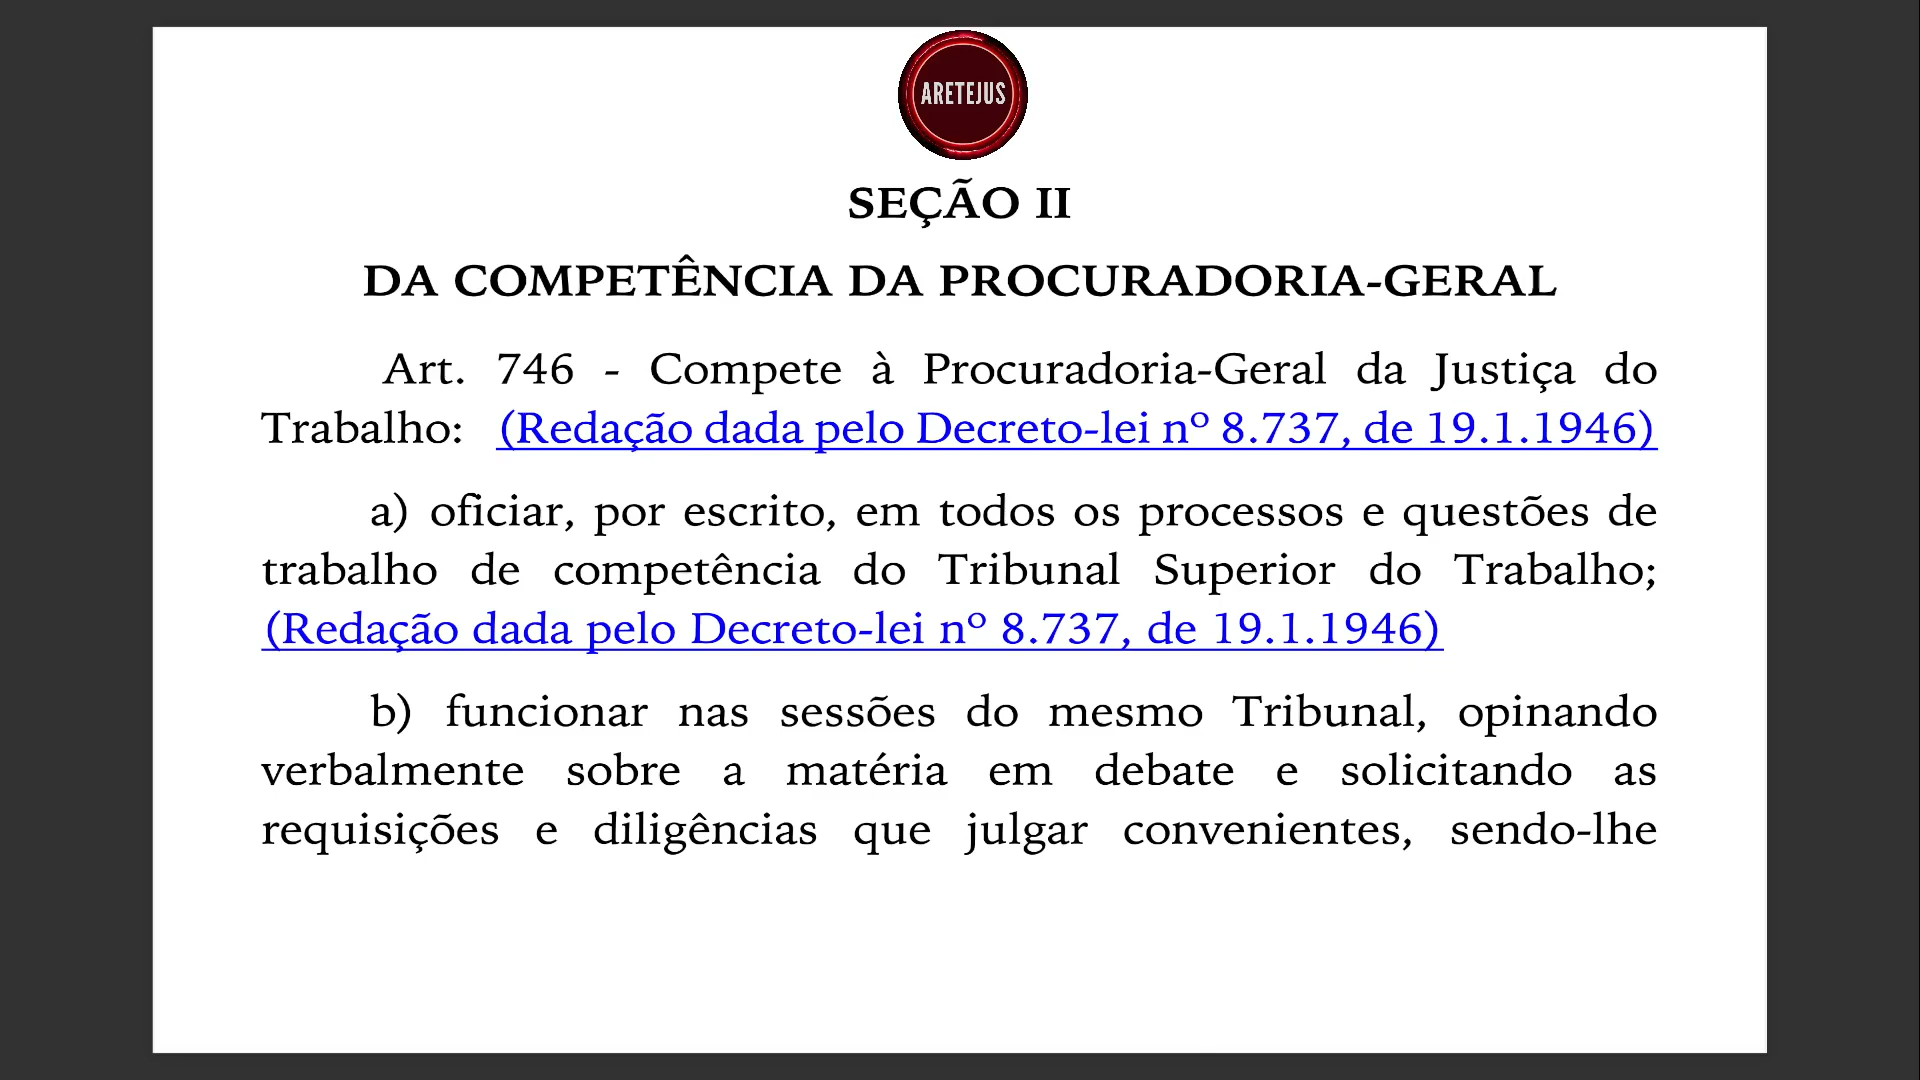 ARETEJUS
SEÇÃO II
DA COMPETÊNCIA DA PROCURADORIA-GERAL
Art. 746 - Compete à Procuradoria-Geral da Justiça do
Trabalho: (Redação dada pelo Decreto-lei nº 8.737, de 19.1.1946)
a) oficiar, por escrito, em todos os processos e questões de
trabalho de competência do Tribunal Superior do Trabalho;
(Redação dada pelo Decreto-lei nº 8.737, de 19.1.1946)
b) funcionar nas sessões do mesmo Tribunal, opinando
verbalmente sobre a matéria em debate e solicitando as
requisições e diligências que julgar convenientes, sendo-lhe